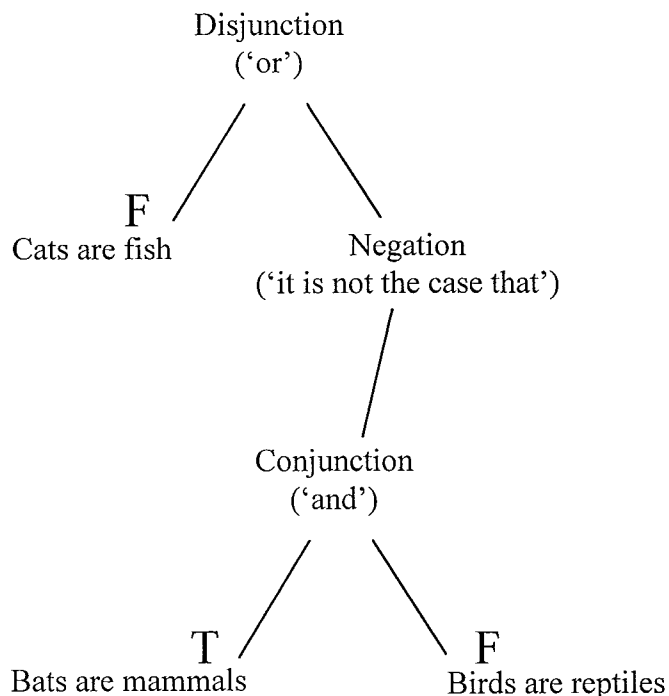 Disjunction
(‘or’)
F
Cats are fish
Negation
(‘it is not the case that’)
Conjunction
(‘and’)
T
Bats are mammals
F
Birds are reptiles